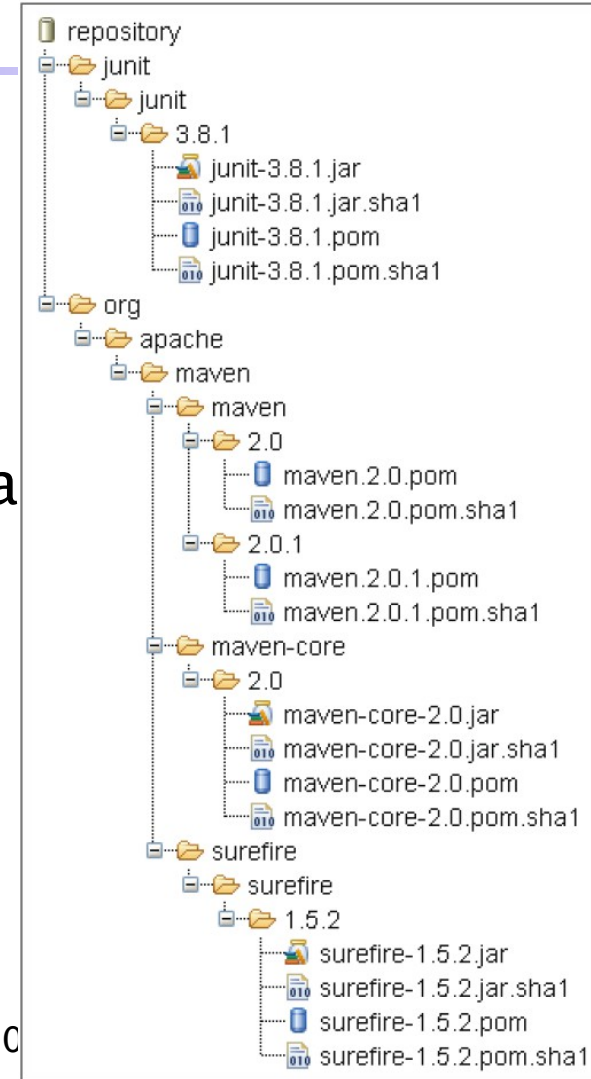 repository
junit
junit
3.8.1
junit-3.8.1.jar
junit-3.8.1.jar.sha1
junit-3.8.1.pom
junit-3.8.1.pom.sha1
org
apache
maven
maven
2.0
a
maven.2.0.pom
maven.2.0.pom.sha1
2.0.1
maven.2.0.1.pom
maven.2.0.1.pom.sha1
maven-core
2.0
maven-core-2.0.jar
maven-core-2.0.jar.sha1
maven-core-2.0.pom
maven-core-2.0.pom.sha1
surefire
surefire
1.5.2
surefire-1.5.2.jar
surefire-1.5.2.jar.sha1
surefire-1.5.2.pom
surefire-1.5.2.pom.sha1